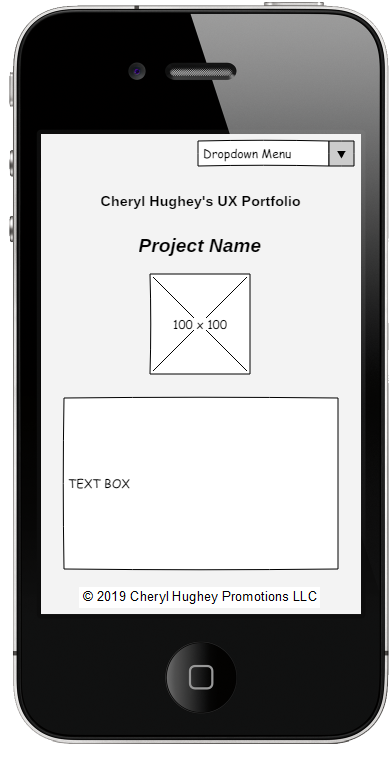 Dropdown Menu
Cheryl Hughey's UX Portfolio
Project Name
100 x 100
TEXT BOX
© 2019 Cheryl Hughey Promotions LLC